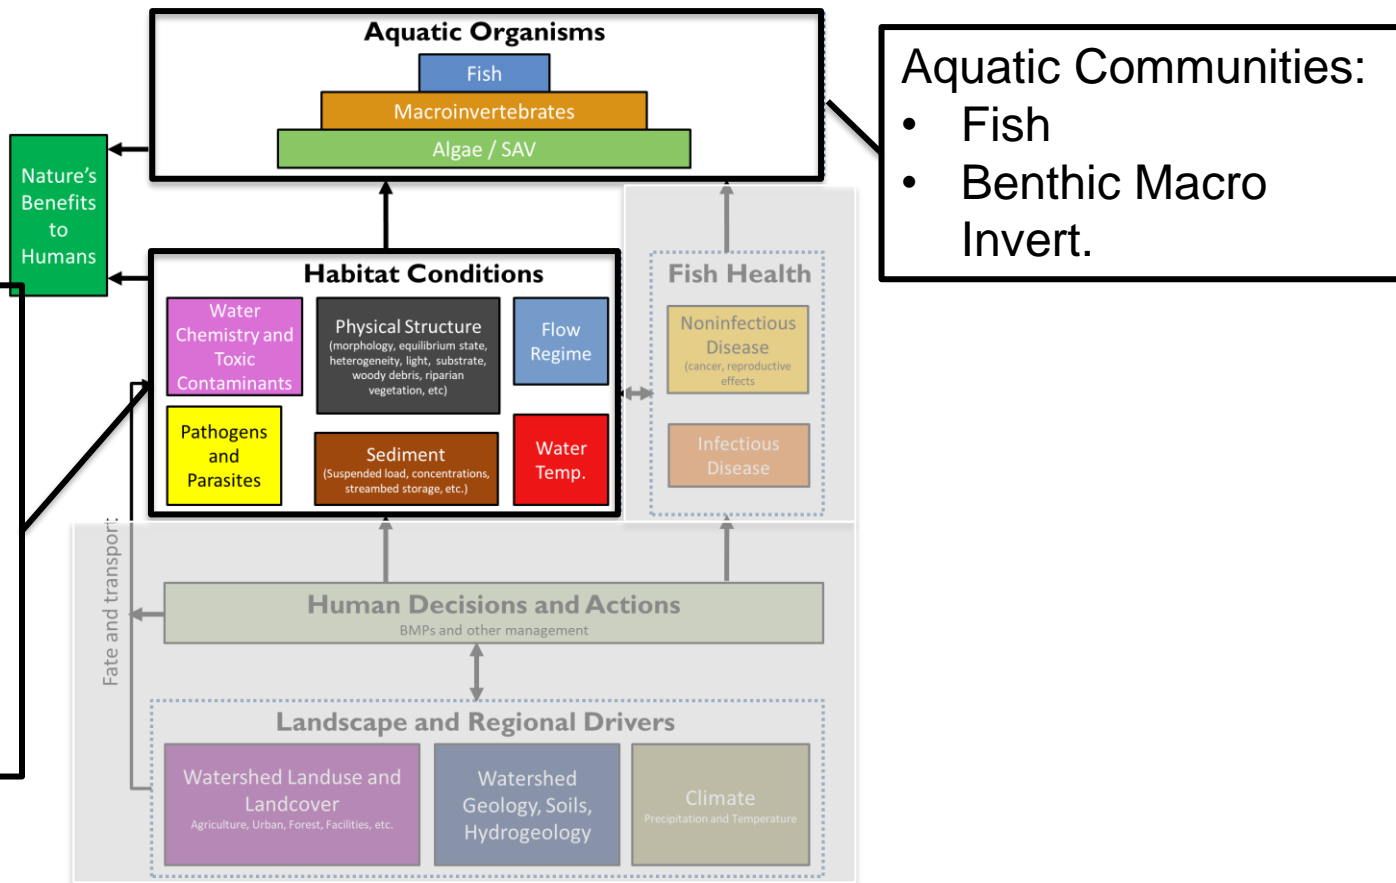 Aquatic Organisms
Fish
Macroinvertebrates
Algae / SAV
Aquatic Communities:
• Fish
• Benthic Macro
Invert.
Nature's
Benefits
to
Humans
Habitat Conditions
Water
Chemistry and
Toxic
Contaminants
Physical Structure
(morphology, equilibrium state,
heterogeneity, light, substrate,
woody debris, riparian
vegetation, etc)
Flow
Regime
Pathogens
and
Parasites
Sediment
(Suspended load, concentrations,
streambed storage, etc.)
Water
Temp.
Fish Health
Noninfectious
Disease
(cancer, reproductive
effects
Infectious
Disease
Fate and transport
Human Decisions and Actions
BMPs and other management
Landscape and Regional Drivers
Watershed Landuse and
Landcover
Agriculture, Urban, Forest, Facilities, etc.
Watershed
Geology, Soils,
Hydrogeology
Climate
Precipitation and Temperature